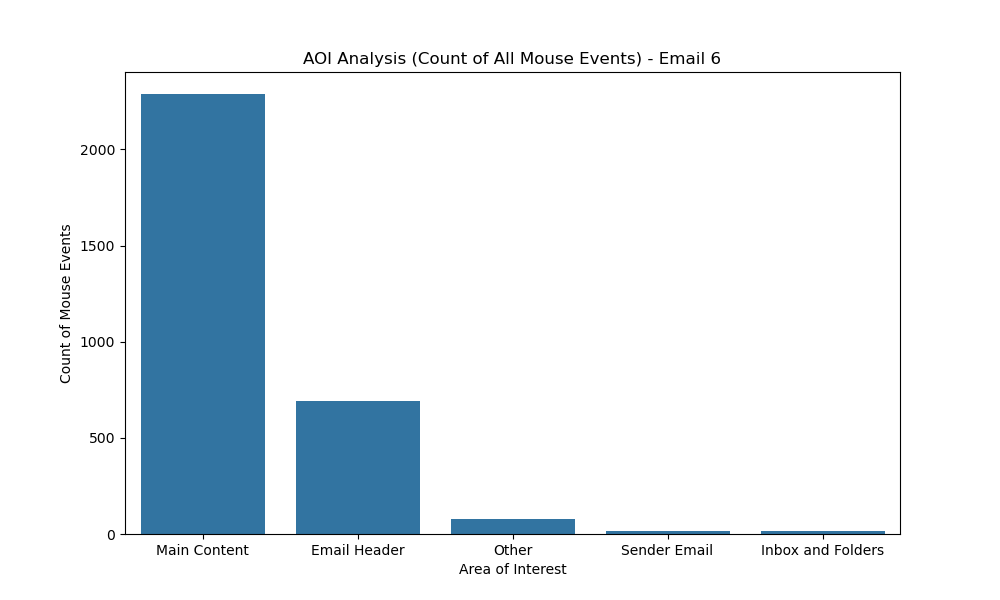 AOI Analysis (Count of All Mouse Events) - Email 6
Count of Mouse Events
2000
1500
1000
500
0
Main Content
Email Header
Other
Sender Email
Inbox and Folders
Area of Interest